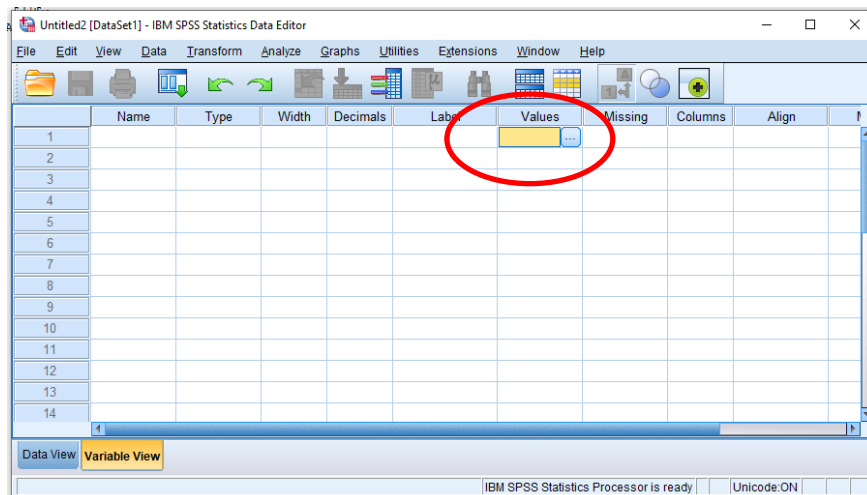 Untitled2 [DataSet1] - IBM SPSS Statistics Data Editor
File Edit View Data Transform Analyze Graphs Utilities Extensions Window Help
Name Type Width Decimals Label Values Missing Columns Align
1 ...
2
3
4
5
6
7
8
9
10
11
12
13
14
Data View Variable View
IBM SPSS Statistics Processor is ready Unicode:ON